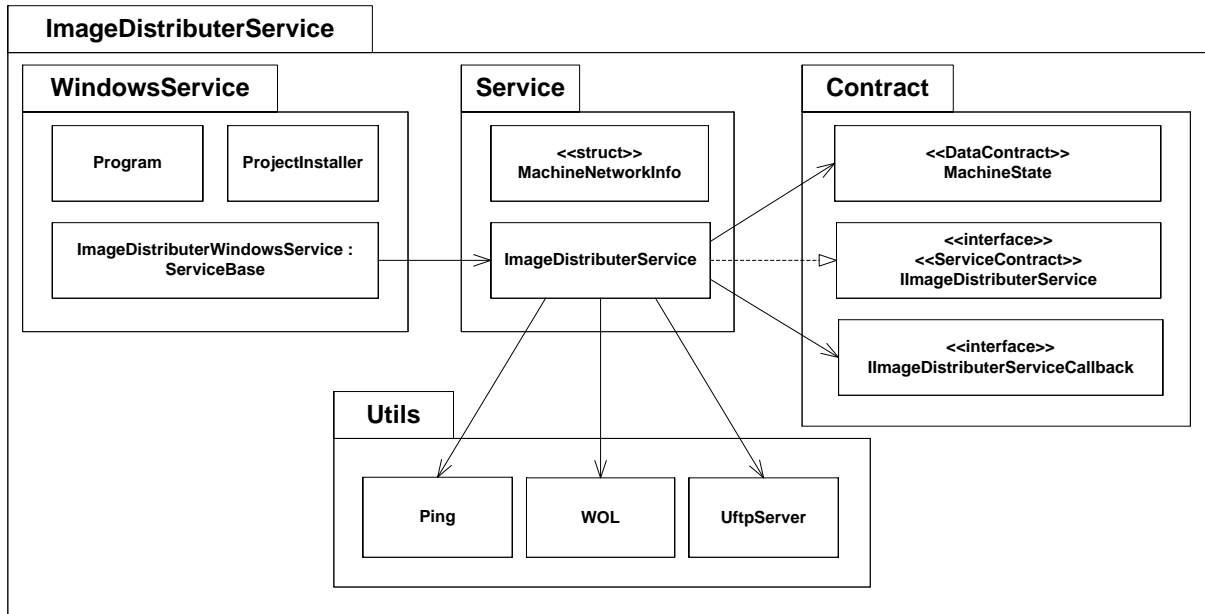 ImageDistributerService
WindowsService
Program
ProjectInstaller
ImageDistributerWindowsService :
ServiceBase
Service
<<struct>>
MachineNetworkInfo
ImageDistributerService
Contract
<<DataContract>>
MachineState
<<interface>>
<<ServiceContract>>
IImageDistributerService
<<interface>>
IImageDistributerServiceCallback
Utils
Ping
WOL
UftpServer